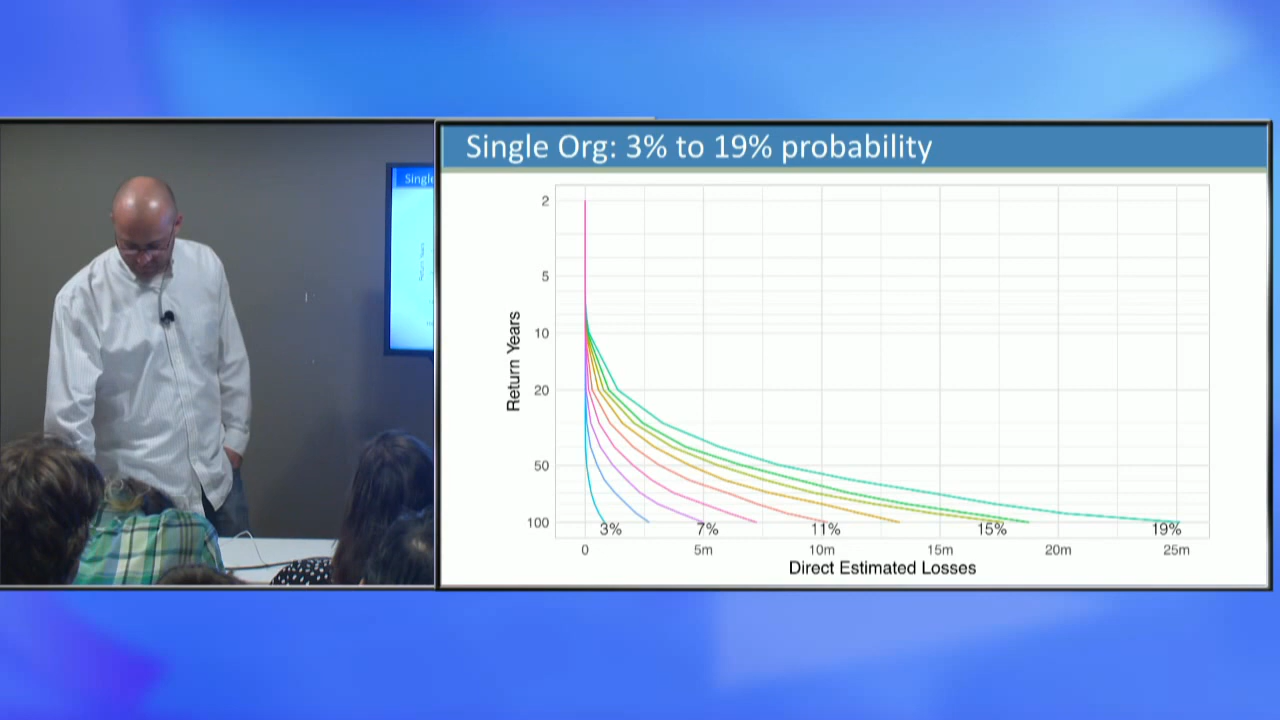 Single Org: 3% to 19% probability
Single
Return Years
2
5
10
20
50
100
3%
7%
11%
15%
19%
0
5m
10m
15m
20m
25m
Direct Estimated Losses